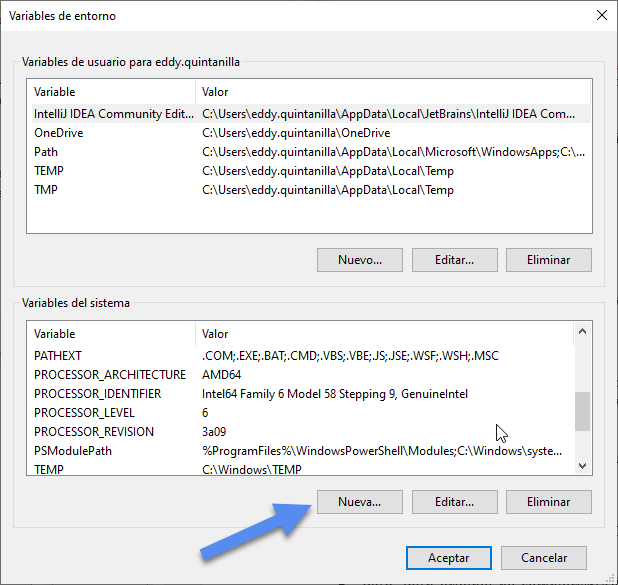 Variables de entorno
Variables de usuario para eddy.quintanilla
Variable Valor
IntelliJ IDEA Community Edit... C:\Users\eddy.quintanilla\AppData\Local\JetBrains\IntelliJ IDEA Com...
OneDrive C:\Users\eddy.quintanilla\OneDrive
Path C:\Users\eddy.quintanilla\AppData\Local\Microsoft\WindowsApps;C:\...
TEMP C:\Users\eddy.quintanilla\AppData\Local\Temp
TMP C:\Users\eddy.quintanilla\AppData\Local\Temp
Nuevo... Editar... Eliminar
Variables del sistema
Variable Valor
PATHEXT .COM;.EXE;.BAT;.CMD;.VBS;.VBE;.JS;.JSE;.WSF;.WSH;.MSC
PROCESSOR_ARCHITECTURE AMD64
PROCESSOR_IDENTIFIER Intel64 Family 6 Model 58 Stepping 9, GenuineIntel
PROCESSOR_LEVEL 6
PROCESSOR_REVISION 3a09
PSModulePath %ProgramFiles%\WindowsPowerShell\Modules;C:\Windows\syste...
TEMP C:\Windows\TEMP
Nueva... Editar... Eliminar
Aceptar Cancelar